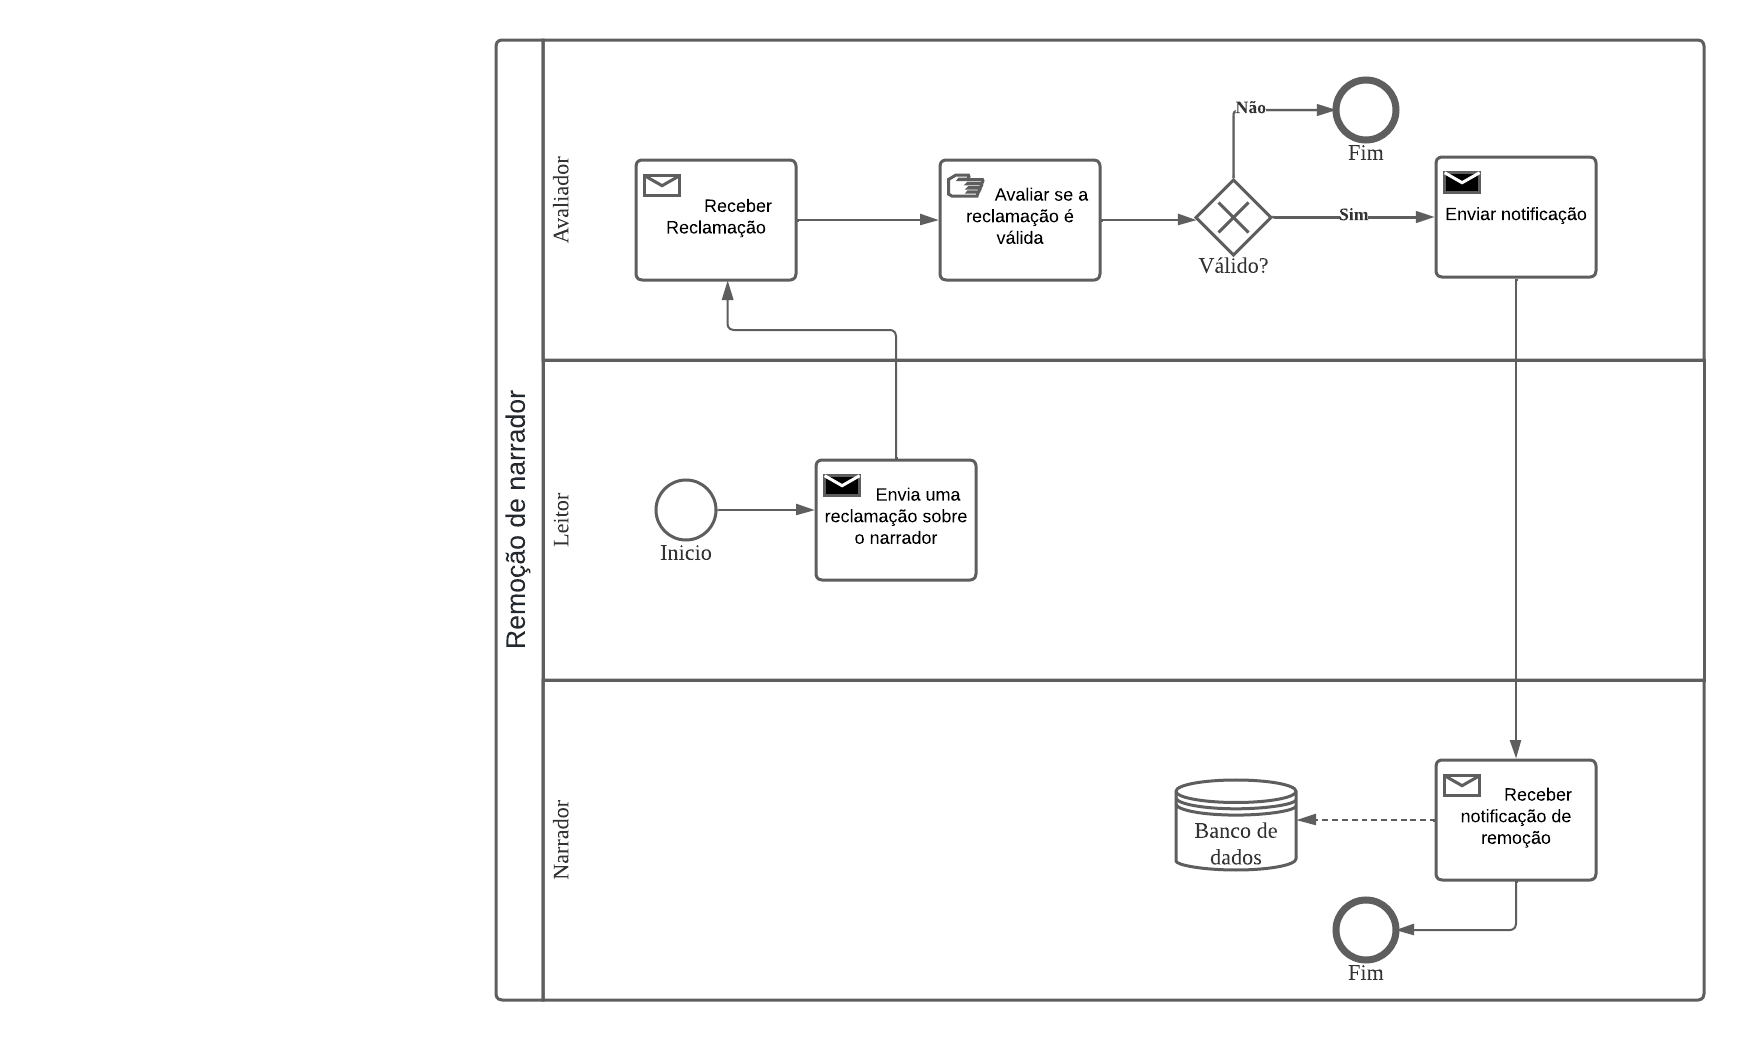 Remoção de narrador
Avaliador
Receber
Reclamação
Avaliar se a
reclamação é
válida
Válido?
Não
Fim
Sim
Enviar notificação
Leitor
Inicio
Envia uma
reclamação sobre
o narrador
Narrador
Banco de
dados
Receber
notificação de
remoção
Fim